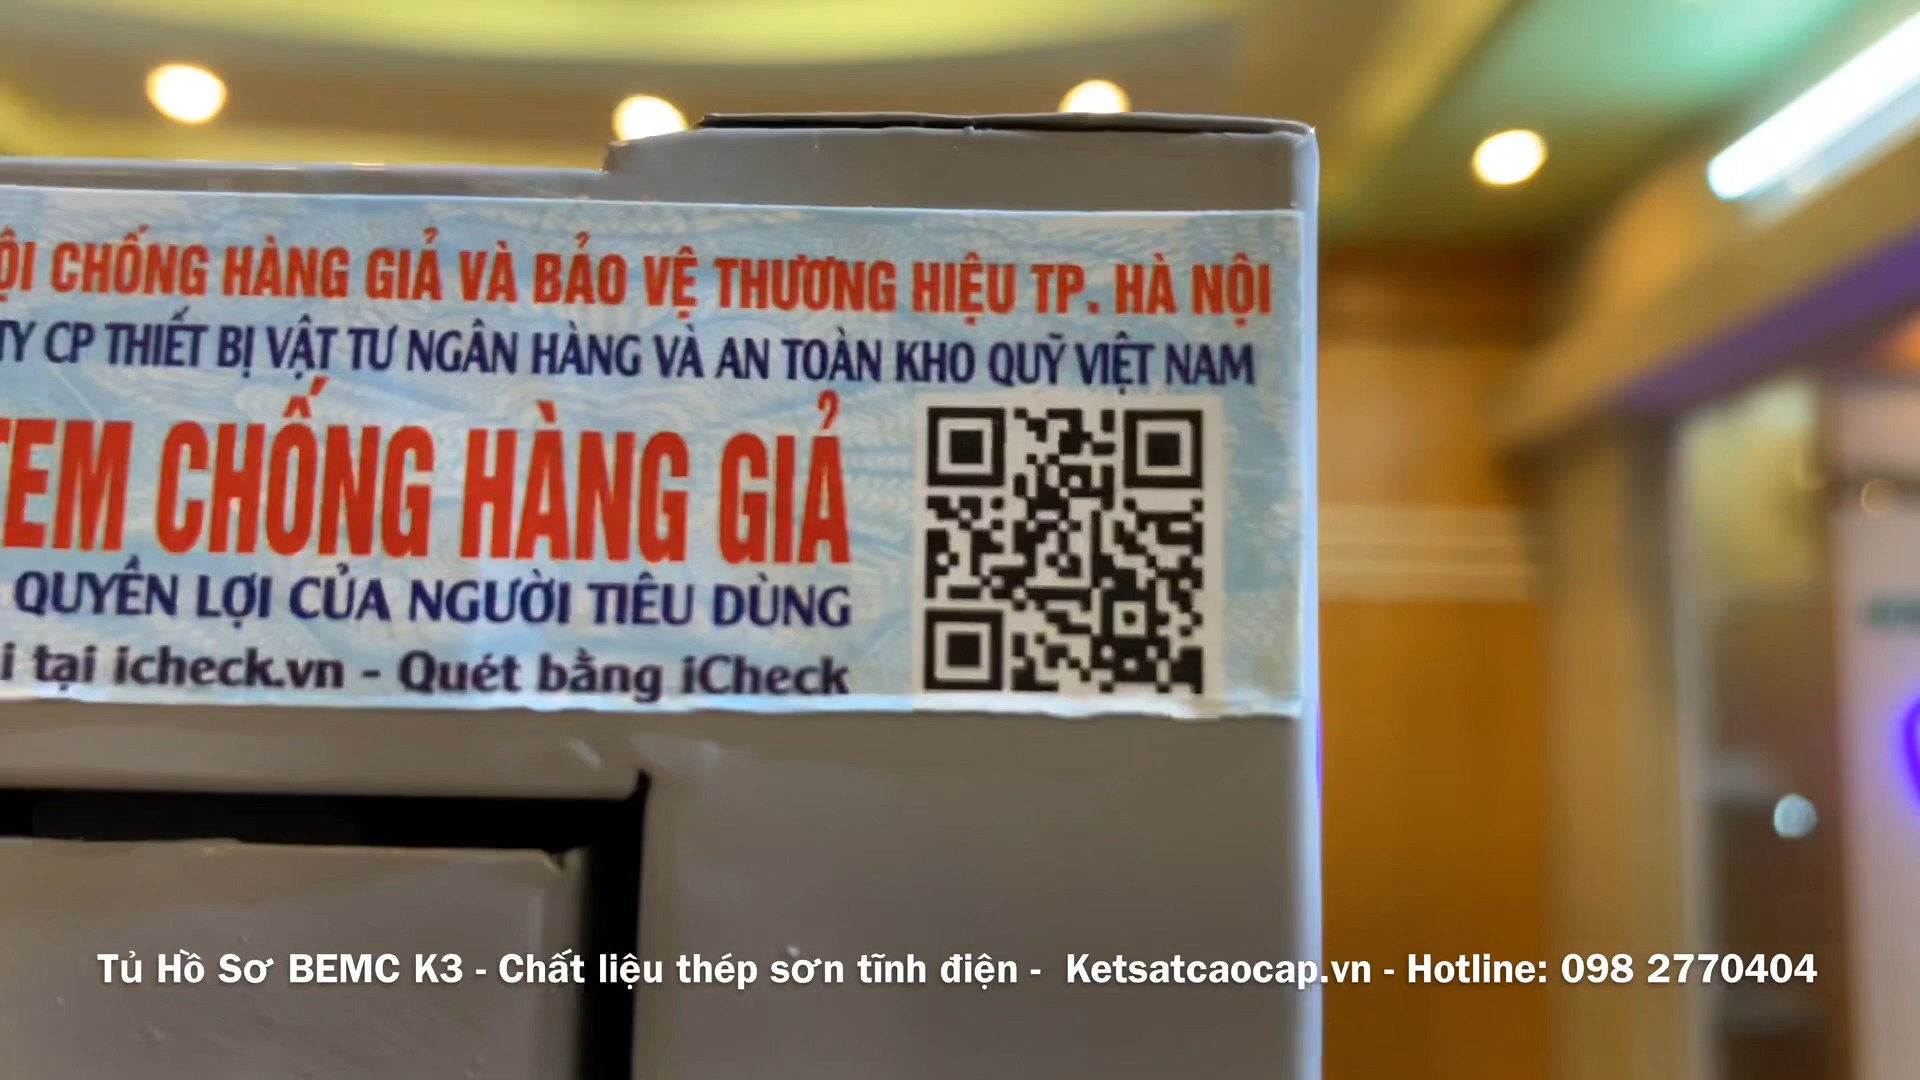 ỘI CHỐNG HÀNG GIẢ VÀ BẢO VỆ THƯƠNG HIỆU TP. HÀ NỘI
TY CP THIẾT BỊ VẬT TƯ NGÂN HÀNG VÀ AN TOÀN KHO QUỸ VIỆT NAM
TEM CHỐNG HÀNG GIẢ
QUYỀN LỢI CỦA NGƯỜI TIÊU DÙNG
i tại icheck.vn - Quét bằng iCheck
Tủ Hồ Sơ BEMC K3 - Chất liệu thép sơn tĩnh điện - Ketsatcaocap.vn - Hotline: 098 2770404